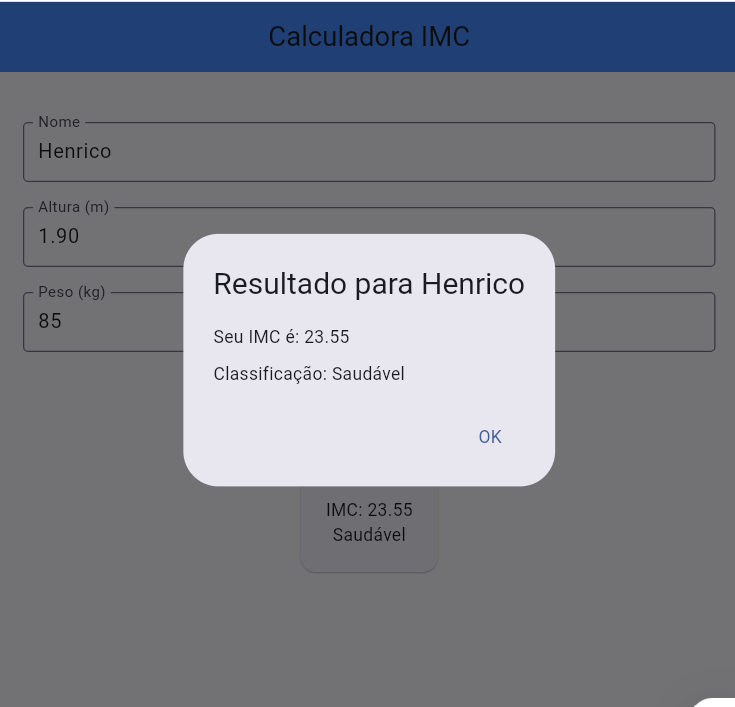 Calculadora IMC
Nome
Henrico
Altura (m)
1.90
Peso (kg)
85
Resultado para Henrico
Seu IMC é: 23.55
Classificação: Saudável
OK
IMC: 23.55
Saudável